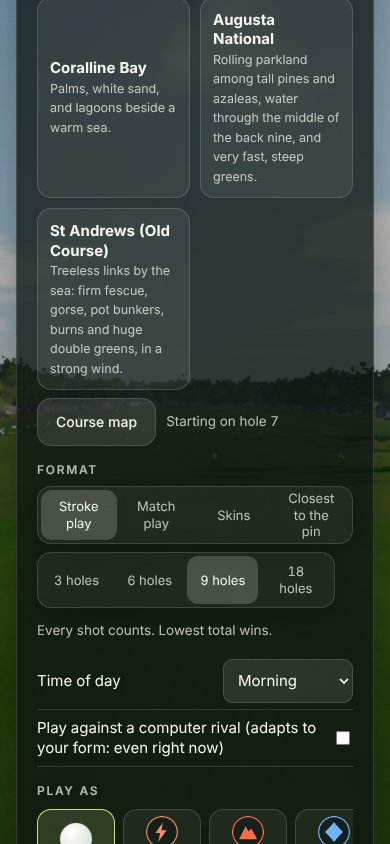 Coralline Bay
Palms, white sand,
and lagoons beside a
warm sea.
Augusta
National
Rolling parkland
among tall pines and
azaleas, water
through the middle of
the back nine, and
very fast, steep
greens.
St Andrews (Old
Course)
Treeless links by the
sea: firm fescue,
gorse, pot bunkers,
burns and huge
double greens, in a
strong wind.
Course map
Starting on hole 7
FORMAT
Stroke
play
Match
play
Skins
Closest
to the
pin
3 holes
6 holes
9 holes
18
holes
Every shot counts. Lowest total wins.
Time of day
Morning
Play against a computer rival (adapts to
your form: even right now)
PLAY AS